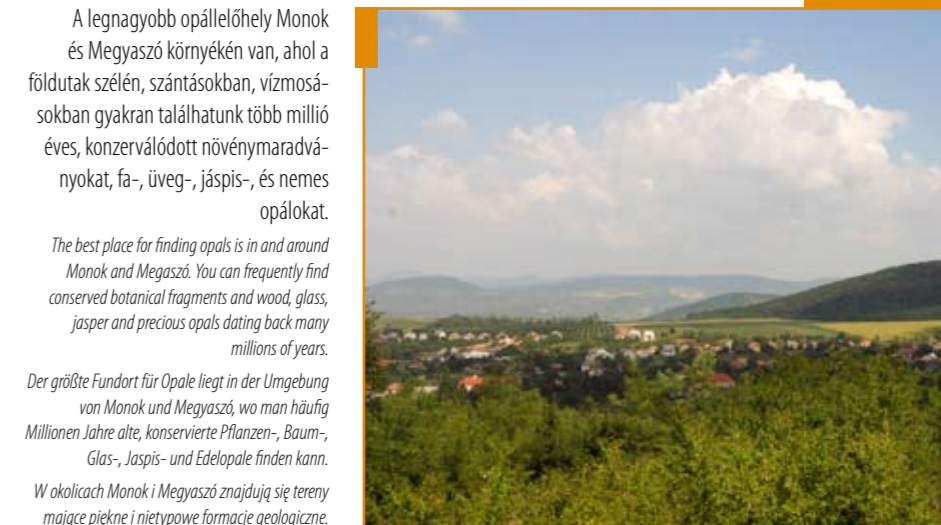 A legnagyobb opállelőhely Monok
és Megyaszó környékén van, ahol a
földutak szélén, szántásokban, vízmosá-
sokban gyakran találhatunk több millió
éves, konzerválódott növénymaradvá-
nyokat, fa-, üveg-, jáspis-, és nemes
opálokat.
The best place for finding opals is in and around
Monok and Megaszó. You can frequently find
conserved botanical fragments and wood, glass,
jasper and precious opals dating back many
millions of years.
Der größte Fundort für Opale liegt in der Umgebung
von Monok und Megyaszó, wo man häufig
Millionen Jahre alte, konservierte Pflanzen-, Baum-,
Glas-, Jaspis- und Edelopale finden kann.
W okolicach Monok i Megyaszó znajdują się tereny
mające piękne i nietypowe formacje geologiczne.